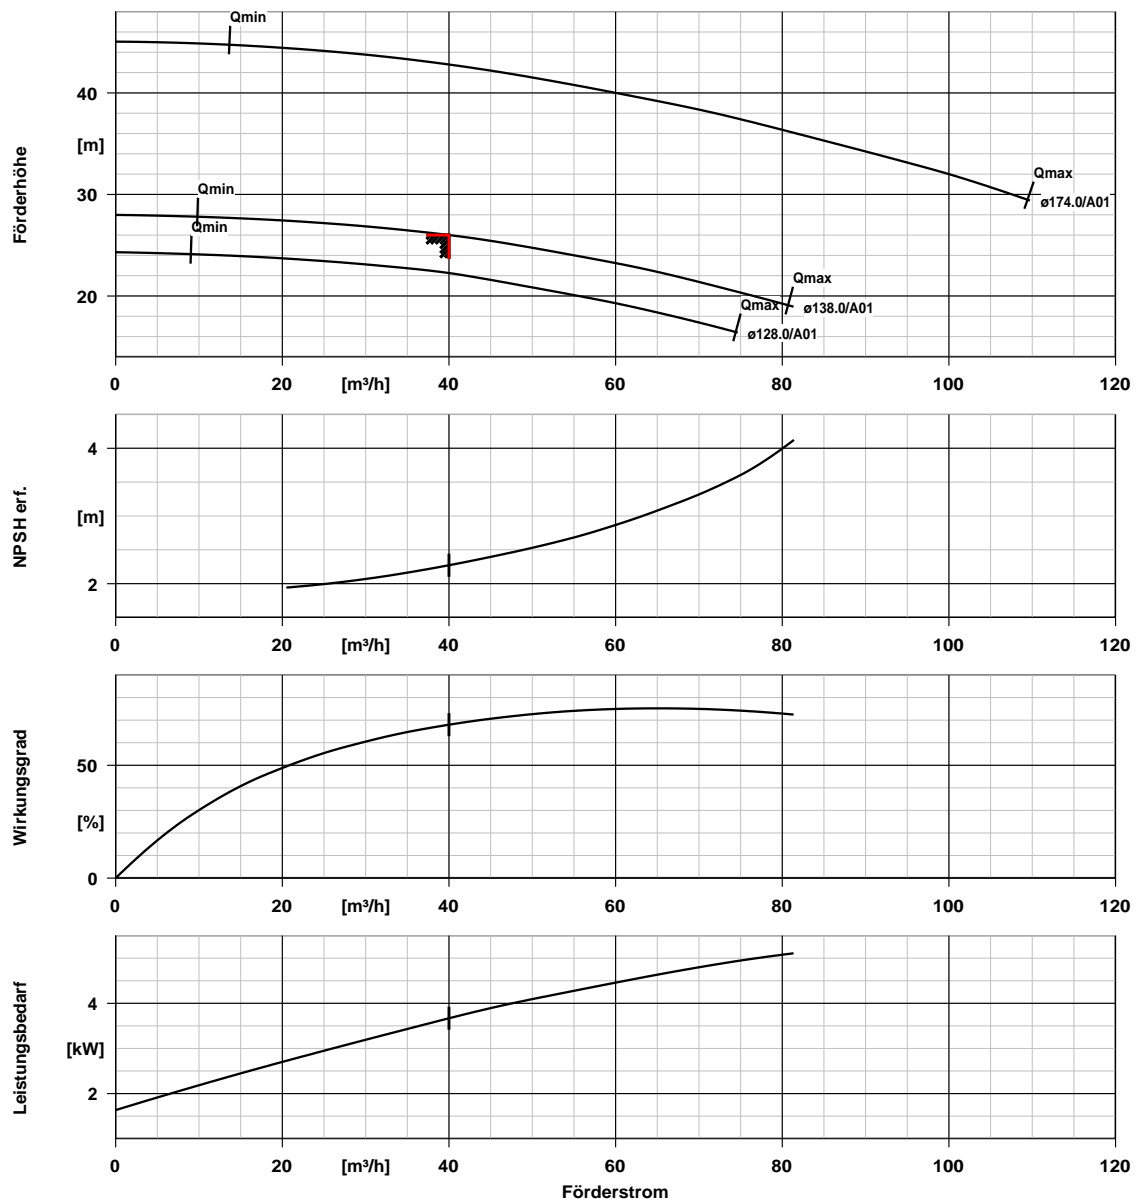 Qmin
40
[m]
Förderhöhe
Qmax
Qmin
30
ø174.0/A01
Qmin
Qmax
20
Qmax
ø138.0/A01
ø128.0/A01
0 20 [m³/h] 40 60 80 100 120
4
NPSH erf.
[m]
2
0 20 [m³/h] 40 60 80 100 120
Wirkungsgrad
50
[%]
0
0 20 [m³/h] 40 60 80 100 120
4
Leistungsbedarf
[kW]
2
0 20 [m³/h] 40 60 80 100 120
Förderstrom